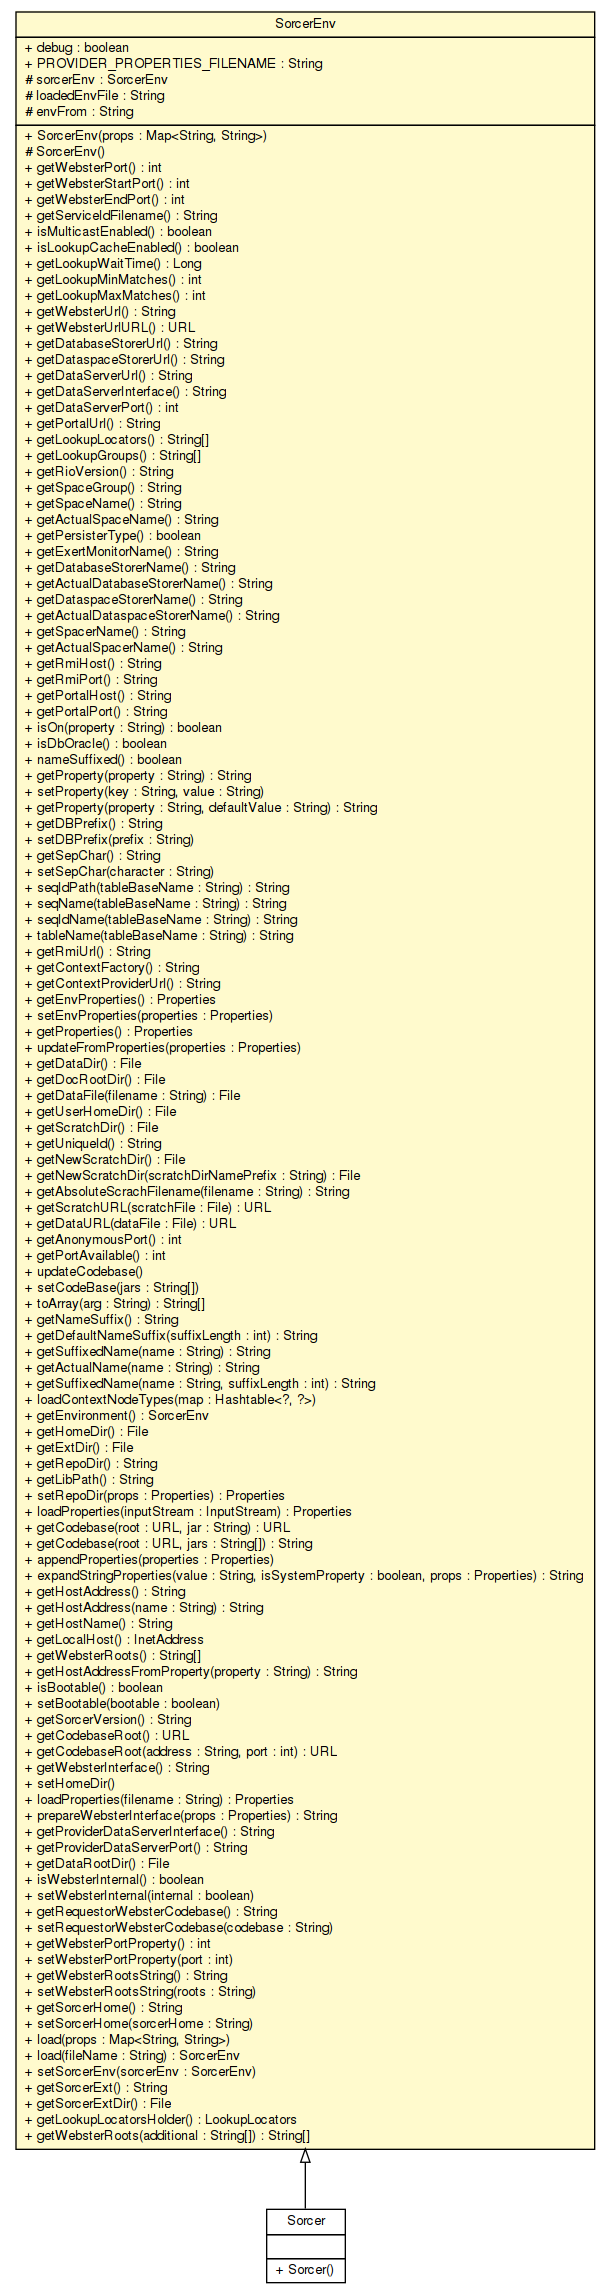 SorcerEnv
+ debug : boolean
+ PROVIDER_PROPERTIES_FILENAME : String
# sorcerEnv : SorcerEnv
# loadedEnvFile : String
# envFrom : String
+ SorcerEnv(props : Map<String, String>)
# SorcerEnv()
+ getWebsterPort() : int
+ getWebsterStartPort() : int
+ getWebsterEndPort() : int
+ getServiceIdFilename() : String
+ isMulticastEnabled() : boolean
+ isLookupCacheEnabled() : boolean
+ getLookupWaitTime() : Long
+ getLookupMinMatches() : int
+ getLookupMaxMatches() : int
+ getWebsterUrl() : String
+ getWebsterUrlURL() : URL
+ getDatabaseStorerUrl() : String
+ getDataspaceStorerUrl() : String
+ getDataServerUrl() : String
+ getDataServerInterface() : String
+ getDataServerPort() : int
+ getPortalUrl() : String
+ getLookupLocators() : String[]
+ getLookupGroups() : String[]
+ getRioVersion() : String
+ getSpaceGroup() : String
+ getSpaceName() : String
+ getActualSpaceName() : String
+ getPersisterType() : boolean
+ getExertMonitorName() : String
+ getDatabaseStorerName() : String
+ getActualDatabaseStorerName() : String
+ getDataspaceStorerName() : String
+ getActualDataspaceStorerName() : String
+ getSpacerName() : String
+ getActualSpacerName() : String
+ getRmiHost() : String
+ getRmiPort() : String
+ getPortalHost() : String
+ getPortalPort() : String
+ isOn(property : String) : boolean
+ isDbOracle() : boolean
+ nameSuffixed() : boolean
+ getProperty(property : String) : String
+ setProperty(key : String, value : String)
+ getProperty(property : String, defaultValue : String) : String
+ getDBPrefix() : String
+ setDBPrefix(prefix : String)
+ getSepChar() : String
+ setSepChar(character : String)
+ seqIdPath(tableBaseName : String) : String
+ seqName(tableBaseName : String) : String
+ seqIdName(tableBaseName : String) : String
+ tableName(tableBaseName : String) : String
+ getRmiUrl() : String
+ getContextFactory() : String
+ getContextProviderUrl() : String
+ getEnvProperties() : Properties
+ setEnvProperties(properties : Properties)
+ getProperties() : Properties
+ updateFromProperties(properties : Properties)
+ getDataDir() : File
+ getDocRootDir() : File
+ getDataFile(filename : String) : File
+ getUserHomeDir() : File
+ getScratchDir() : File
+ getUniqueId() : String
+ getNewScratchDir() : File
+ getNewScratchDir(scratchDirNamePrefix : String) : File
+ getAbsoluteScrachFilename(filename : String) : String
+ getScratchURL(scratchFile : File) : URL
+ getDataURL(dataFile : File) : URL
+ getAnonymousPort() : int
+ getPortAvailable() : int
+ updateCodebase()
+ setCodeBase(jars : String[])
+ toArray(arg : String) : String[]
+ getNameSuffix() : String
+ getDefaultNameSuffix(suffixLength : int) : String
+ getSuffixedName(name : String) : String
+ getActualName(name : String) : String
+ getSuffixedName(name : String, suffixLength : int) : String
+ loadContextNodeTypes(map : Hashtable<?, ?>)
+ getEnvironment() : SorcerEnv
+ getHomeDir() : File
+ getExtDir() : File
+ getRepoDir() : String
+ getLibPath() : String
+ setRepoDir(props : Properties) : Properties
+ loadProperties(inputStream : InputStream) : Properties
+ getCodebase(root : URL, jar : String) : URL
+ getCodebase(root : URL, jars : String[]) : String
+ appendProperties(properties : Properties)
+ expandStringProperties(value : String, isSystemProperty : boolean, props : Properties) : String
+ getHostAddress() : String
+ getHostAddress(name : String) : String
+ getHostName() : String
+ getLocalHost() : InetAddress
+ getWebsterRoots() : String[]
+ getHostAddressFromProperty(property : String) : String
+ isBootable() : boolean
+ setBootable(bootable : boolean)
+ getSorcerVersion() : String
+ getCodebaseRoot() : URL
+ getCodebaseRoot(address : String, port : int) : URL
+ getWebsterInterface() : String
+ setHomeDir()
+ loadProperties(filename : String) : Properties
+ prepareWebsterInterface(props : Properties) : String
+ getProviderDataServerInterface() : String
+ getProviderDataServerPort() : String
+ getDataRootDir() : File
+ isWebsterInternal() : boolean
+ setWebsterInternal(internal : boolean)
+ getRequestorWebsterCodebase() : String
+ setRequestorWebsterCodebase(codebase : String)
+ getWebsterPortProperty() : int
+ setWebsterPortProperty(port : int)
+ getWebsterRootsString() : String
+ setWebsterRootsString(roots : String)
+ getSorcerHome() : String
+ setSorcerHome(sorcerHome : String)
+ load(props : Map<String, String>)
+ load(fileName : String) : SorcerEnv
+ setSorcerEnv(sorcerEnv : SorcerEnv)
+ getSorcerExt() : String
+ getSorcerExtDir() : File
+ getLookupLocatorsHolder() : LookupLocators
+ getWebsterRoots(additional : String[]) : String[]
Sorcer
+ Sorcer()